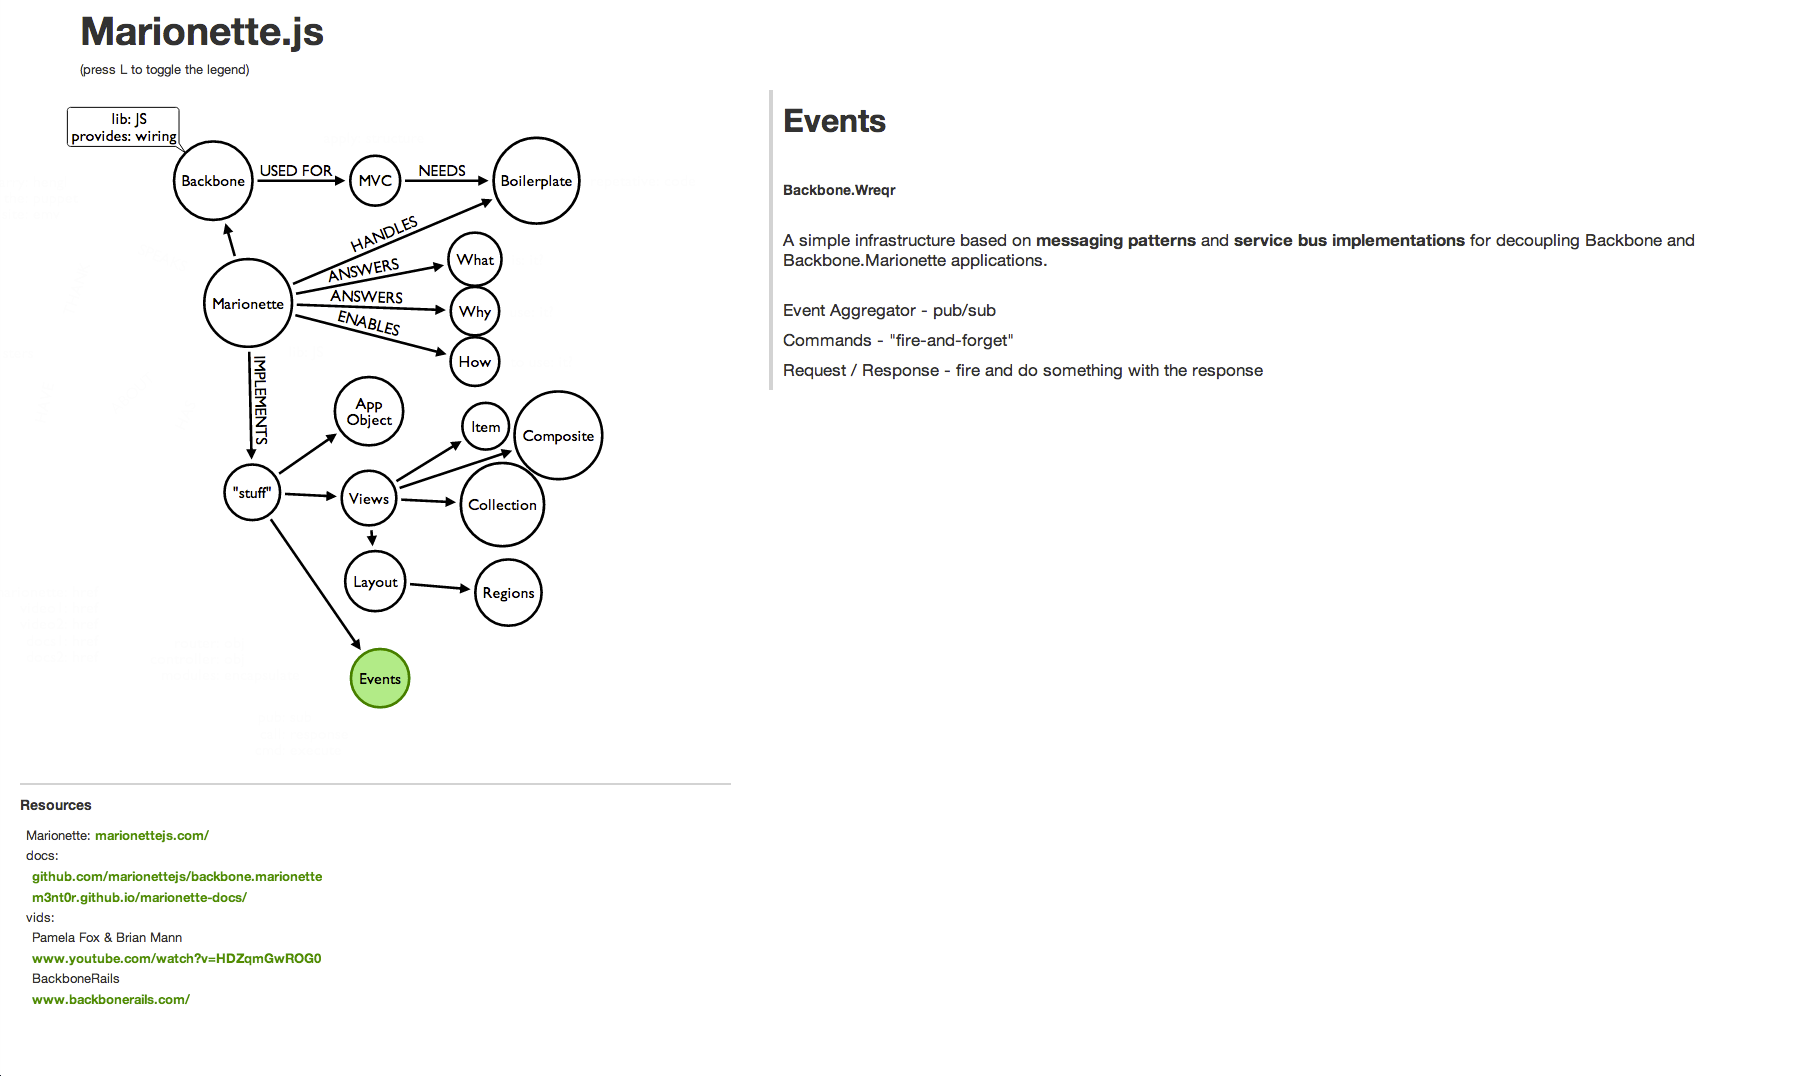 Marionette.js
(press L to toggle the legend)
lib: JS
provides: wiring
Backbone
USED FOR
MVC
NEEDS
Boilerplate
HANDLES
ANSWERS
What
Marionette
ANSWERS
Why
ENABLES
How
IMPLEMENTS
App
Object
Item
Composite
"stuff"
Views
Collection
Layout
Regions
Events
Events
Backbone.Wreqr
A simple infrastructure based on messaging patterns and service bus implementations for decoupling Backbone and
Backbone.Marionette applications.
Event Aggregator - pub/sub
Commands - "fire-and-forget"
Request / Response - fire and do something with the response
Resources
Marionette: marionettejs.com/
docs:
github.com/marionettejs/backbone.marionette
m3nt0r.github.io/marionette-docs/
vids:
Pamela Fox & Brian Mann
www.youtube.com/watch?v=HDZqmGwROG0
BackboneRails
www.backbonerails.com/